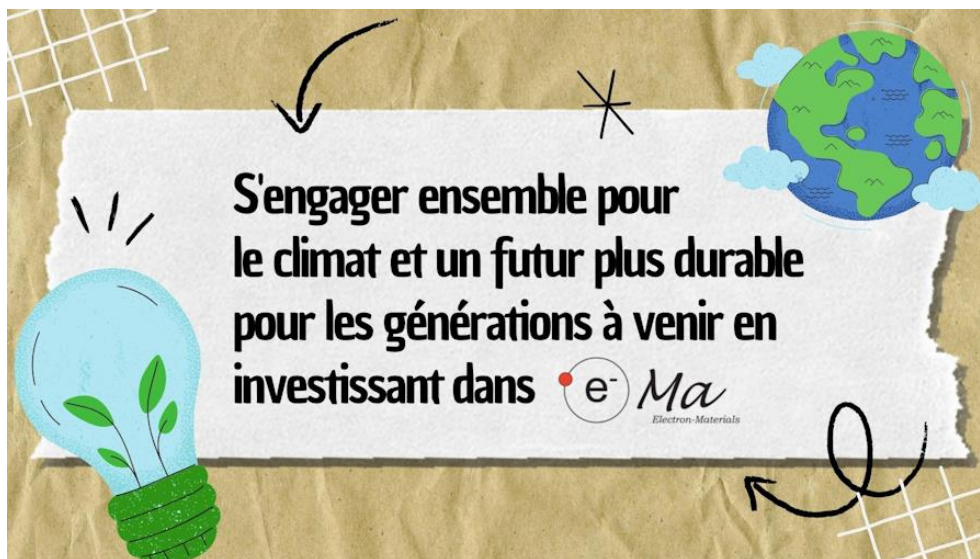 S'engager ensemble pour
le climat et un futur plus durable
pour les générations à venir en
investissant dans e- Ma
Electron-Materials